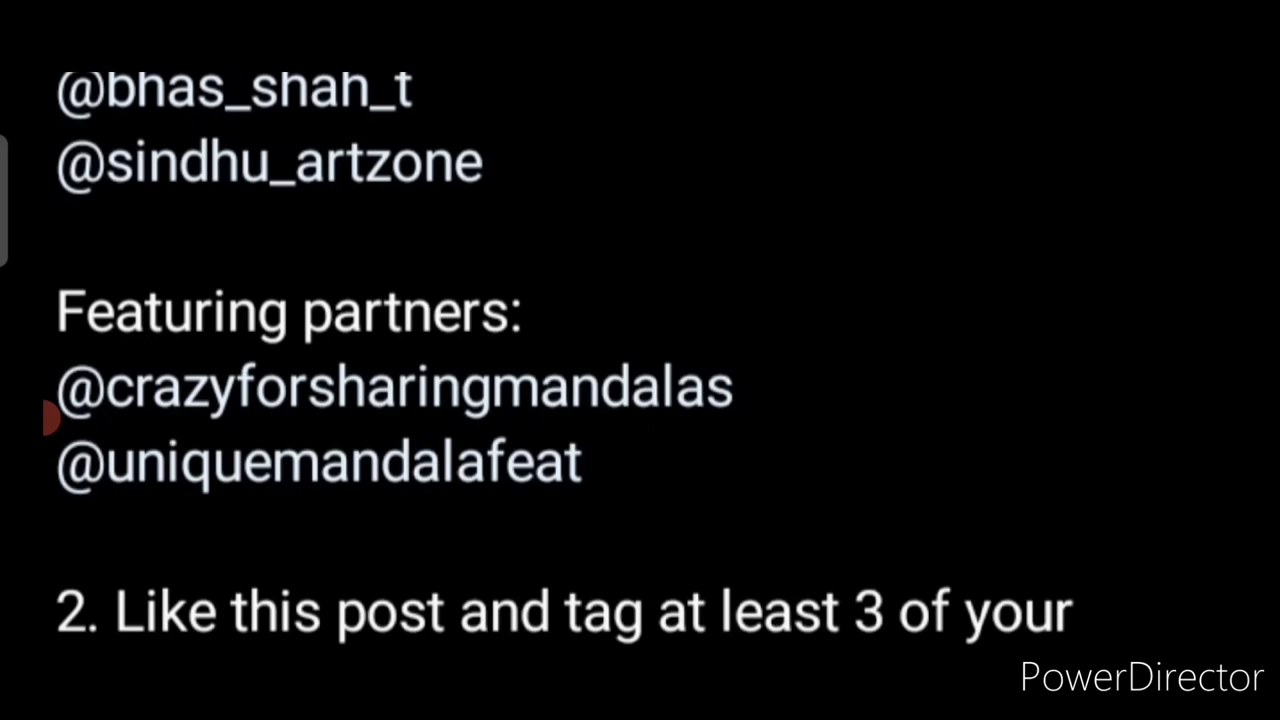 @bhas_shah_t
@sindhu_artzone
Featuring partners:
@crazyforsharingmandalas
@uniquemandalafeat
2. Like this post and tag at least 3 of your
PowerDirector